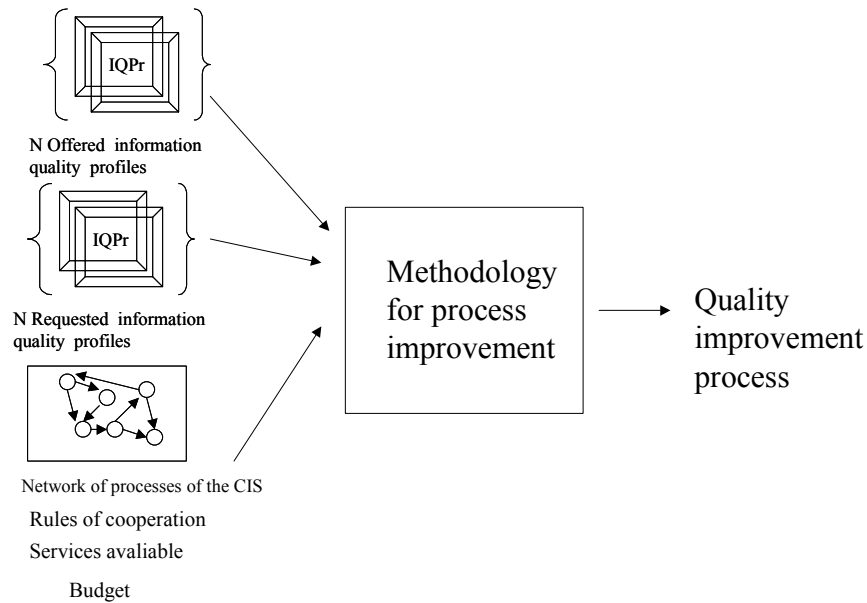 IQPr
N Offered information
quality profiles
IQPr
N Requested information
quality profiles
Network of processes of the CIS
Rules of cooperation
Services avaliable
Budget
Methodology
for process
improvement
Quality
improvement
process